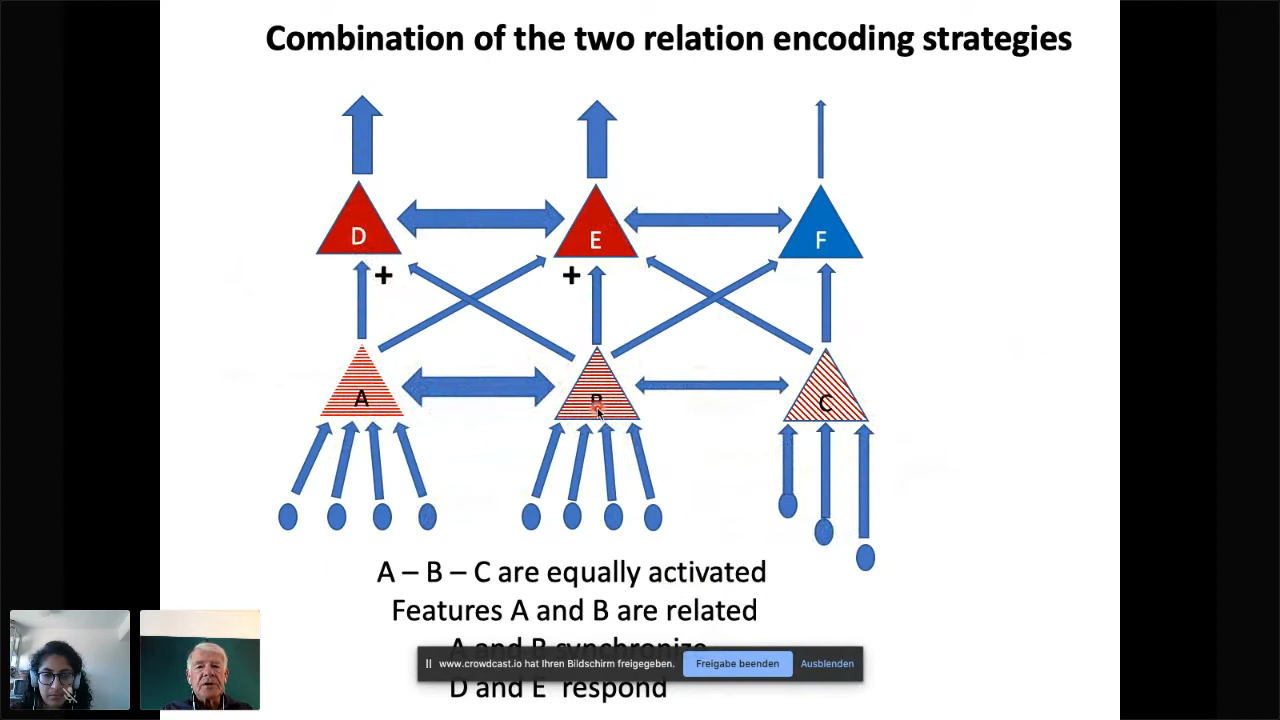 Combination of the two relation encoding strategies
D
E
F
+
+
A
B
C
A – B – C are equally activated
Features A and B are related
A and B synchronize
www.crowdcast.io hat Ihren Bildschirm freigegeben.
Freigabe beenden
Ausblenden
D and E respond